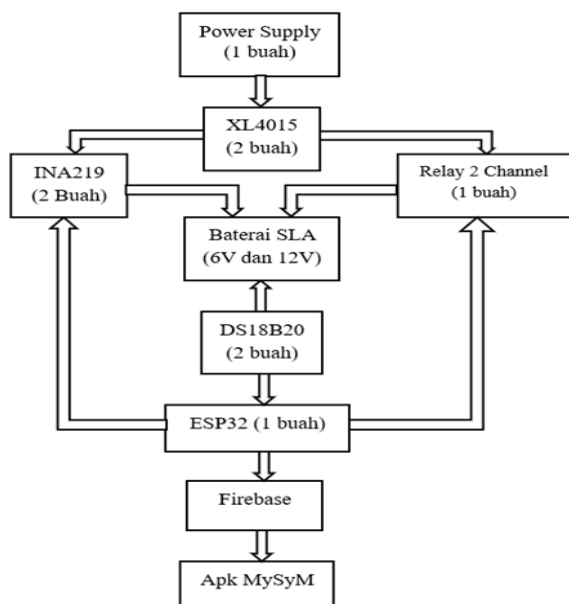 Power Supply
(1 buah)
XL4015
(2 buah)
INA219
(2 Buah)
Relay 2 Channel
(1 buah)
Baterai SLA
(6V dan 12V)
DS18B20
(2 buah)
ESP32 (1 buah)
Firebase
Apk MySyM